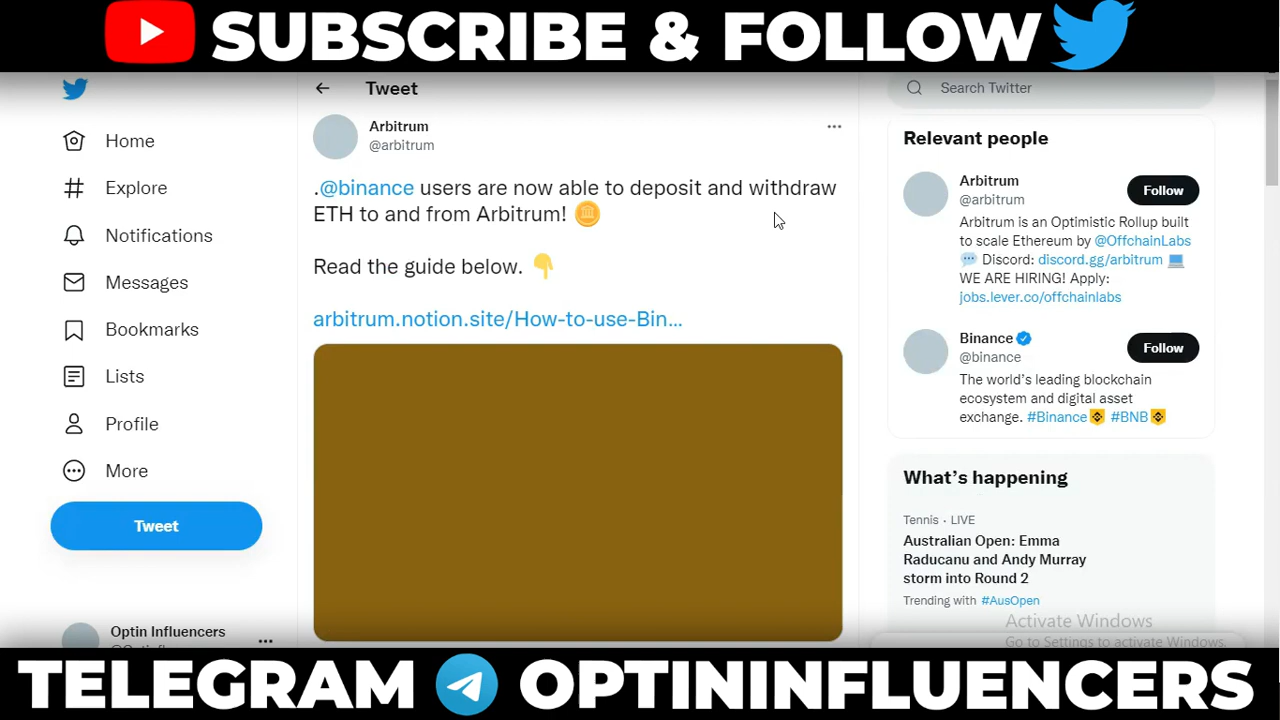 SUBSCRIBE & FOLLOW
Home
Explore
Notifications
Messages
Bookmarks
Lists
Profile
More
Tweet
Optin Influencers
Tweet
Arbitrum
@arbitrum
.@binance users are now able to deposit and withdraw
ETH to and from Arbitrum!
Read the guide below.
arbitrum.notion.site/How-to-use-Bin...
Search Twitter
Relevant people
Arbitrum
@arbitrum
Follow
Arbitrum is an Optimistic Rollup built
to scale Ethereum by @OffchainLabs
Discord: discord.gg/arbitrum
WE ARE HIRING! Apply:
jobs.lever.co/offchainlabs
Binance
@binance
Follow
The world's leading blockchain
ecosystem and digital asset
exchange. #Binance #BNB
What's happening
Tennis · LIVE
Australian Open: Emma
Raducanu and Andy Murray
storm into Round 2
Trending with #AusOpen
Activate Windows
Go to Settings to activate Windows.
TELEGRAM OPTININFLUENCERS